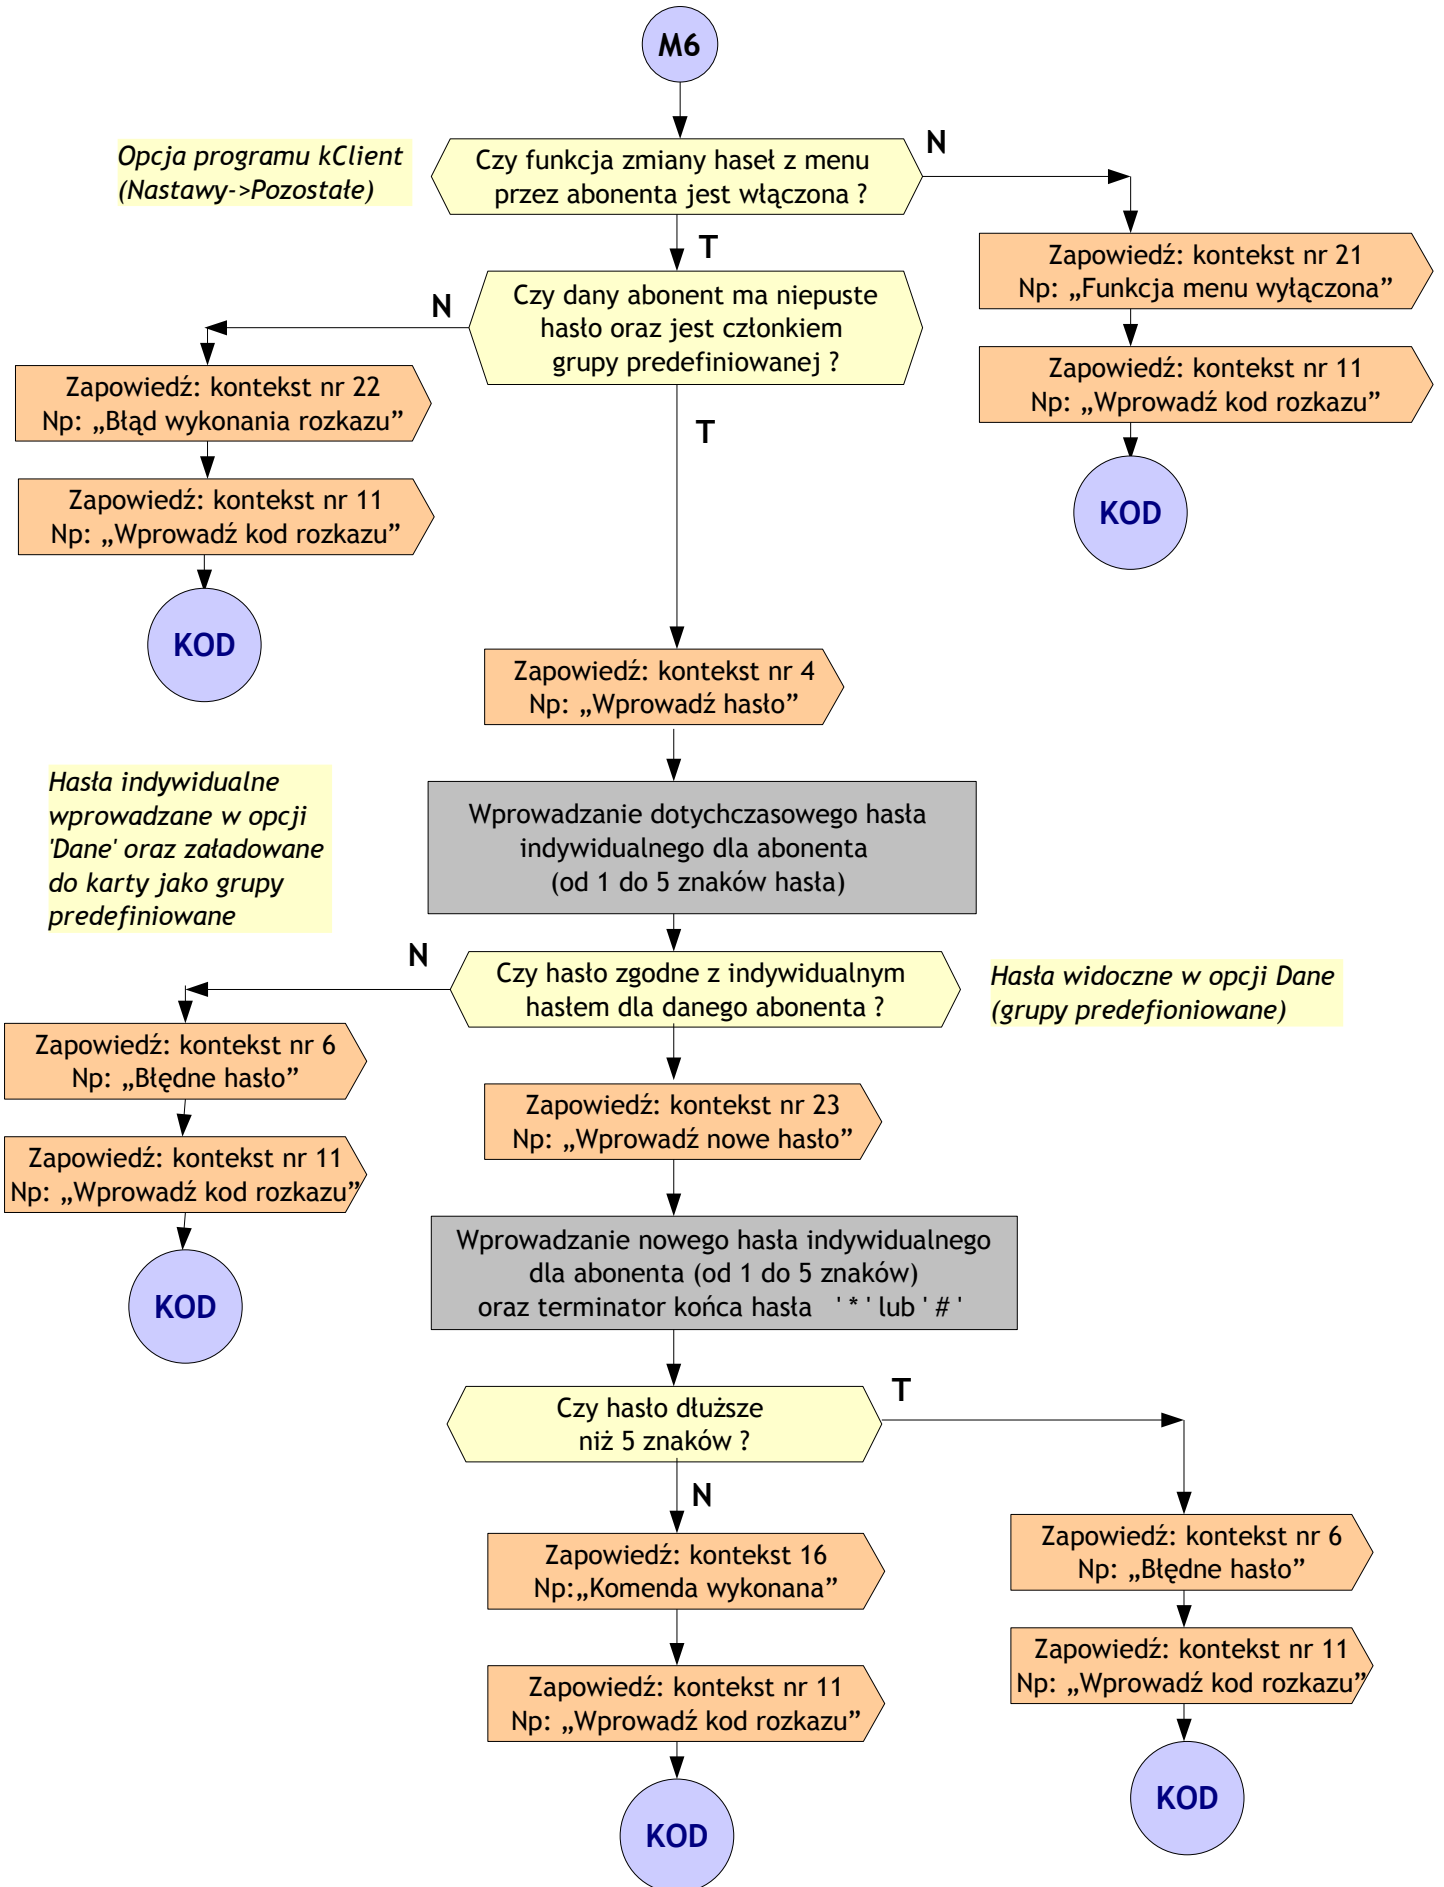 M6
Opcja programu kClient
(Nastawy->Pozostałe)
Czy funkcja zmiany haseł z menu
przez abonenta jest włączona ?
N
T
Zapowiedź: kontekst nr 21
Np: „Funkcja menu wyłączona”
Zapowiedź: kontekst nr 11
Np: „Wprowadź kod rozkazu”
KOD
Czy dany abonent ma niepuste
hasło oraz jest członkiem
grupy predefiniowanej ?
N
T
Zapowiedź: kontekst nr 22
Np: „Błąd wykonania rozkazu”
Zapowiedź: kontekst nr 11
Np: „Wprowadź kod rozkazu”
KOD
Zapowiedź: kontekst nr 4
Np: „Wprowadź hasło”
Hasła indywidualne
wprowadzane w opcji
'Dane' oraz załadowane
do karty jako grupy
predefiniowane
Wprowadzanie dotychczasowego hasła
indywidualnego dla abonenta
(od 1 do 5 znaków hasła)
N
Czy hasło zgodne z indywidualnym
hasłem dla danego abonenta ?
Hasła widoczne w opcji Dane
(grupy predefioniowane)
Zapowiedź: kontekst nr 6
Np: „Błędne hasło”
Zapowiedź: kontekst nr 11
Np: „Wprowadź kod rozkazu”
KOD
Zapowiedź: kontekst nr 23
Np: „Wprowadź nowe hasło”
Wprowadzanie nowego hasła indywidualnego
dla abonenta (od 1 do 5 znaków)
oraz terminator końca hasła ' * ' lub ' # '
Czy hasło dłuższe
niż 5 znaków ?
T
N
Zapowiedź: kontekst 16
Np:„Komenda wykonana”
Zapowiedź: kontekst nr 11
Np: „Wprowadź kod rozkazu”
KOD
Zapowiedź: kontekst nr 6
Np: „Błędne hasło”
Zapowiedź: kontekst nr 11
Np: „Wprowadź kod rozkazu”
KOD